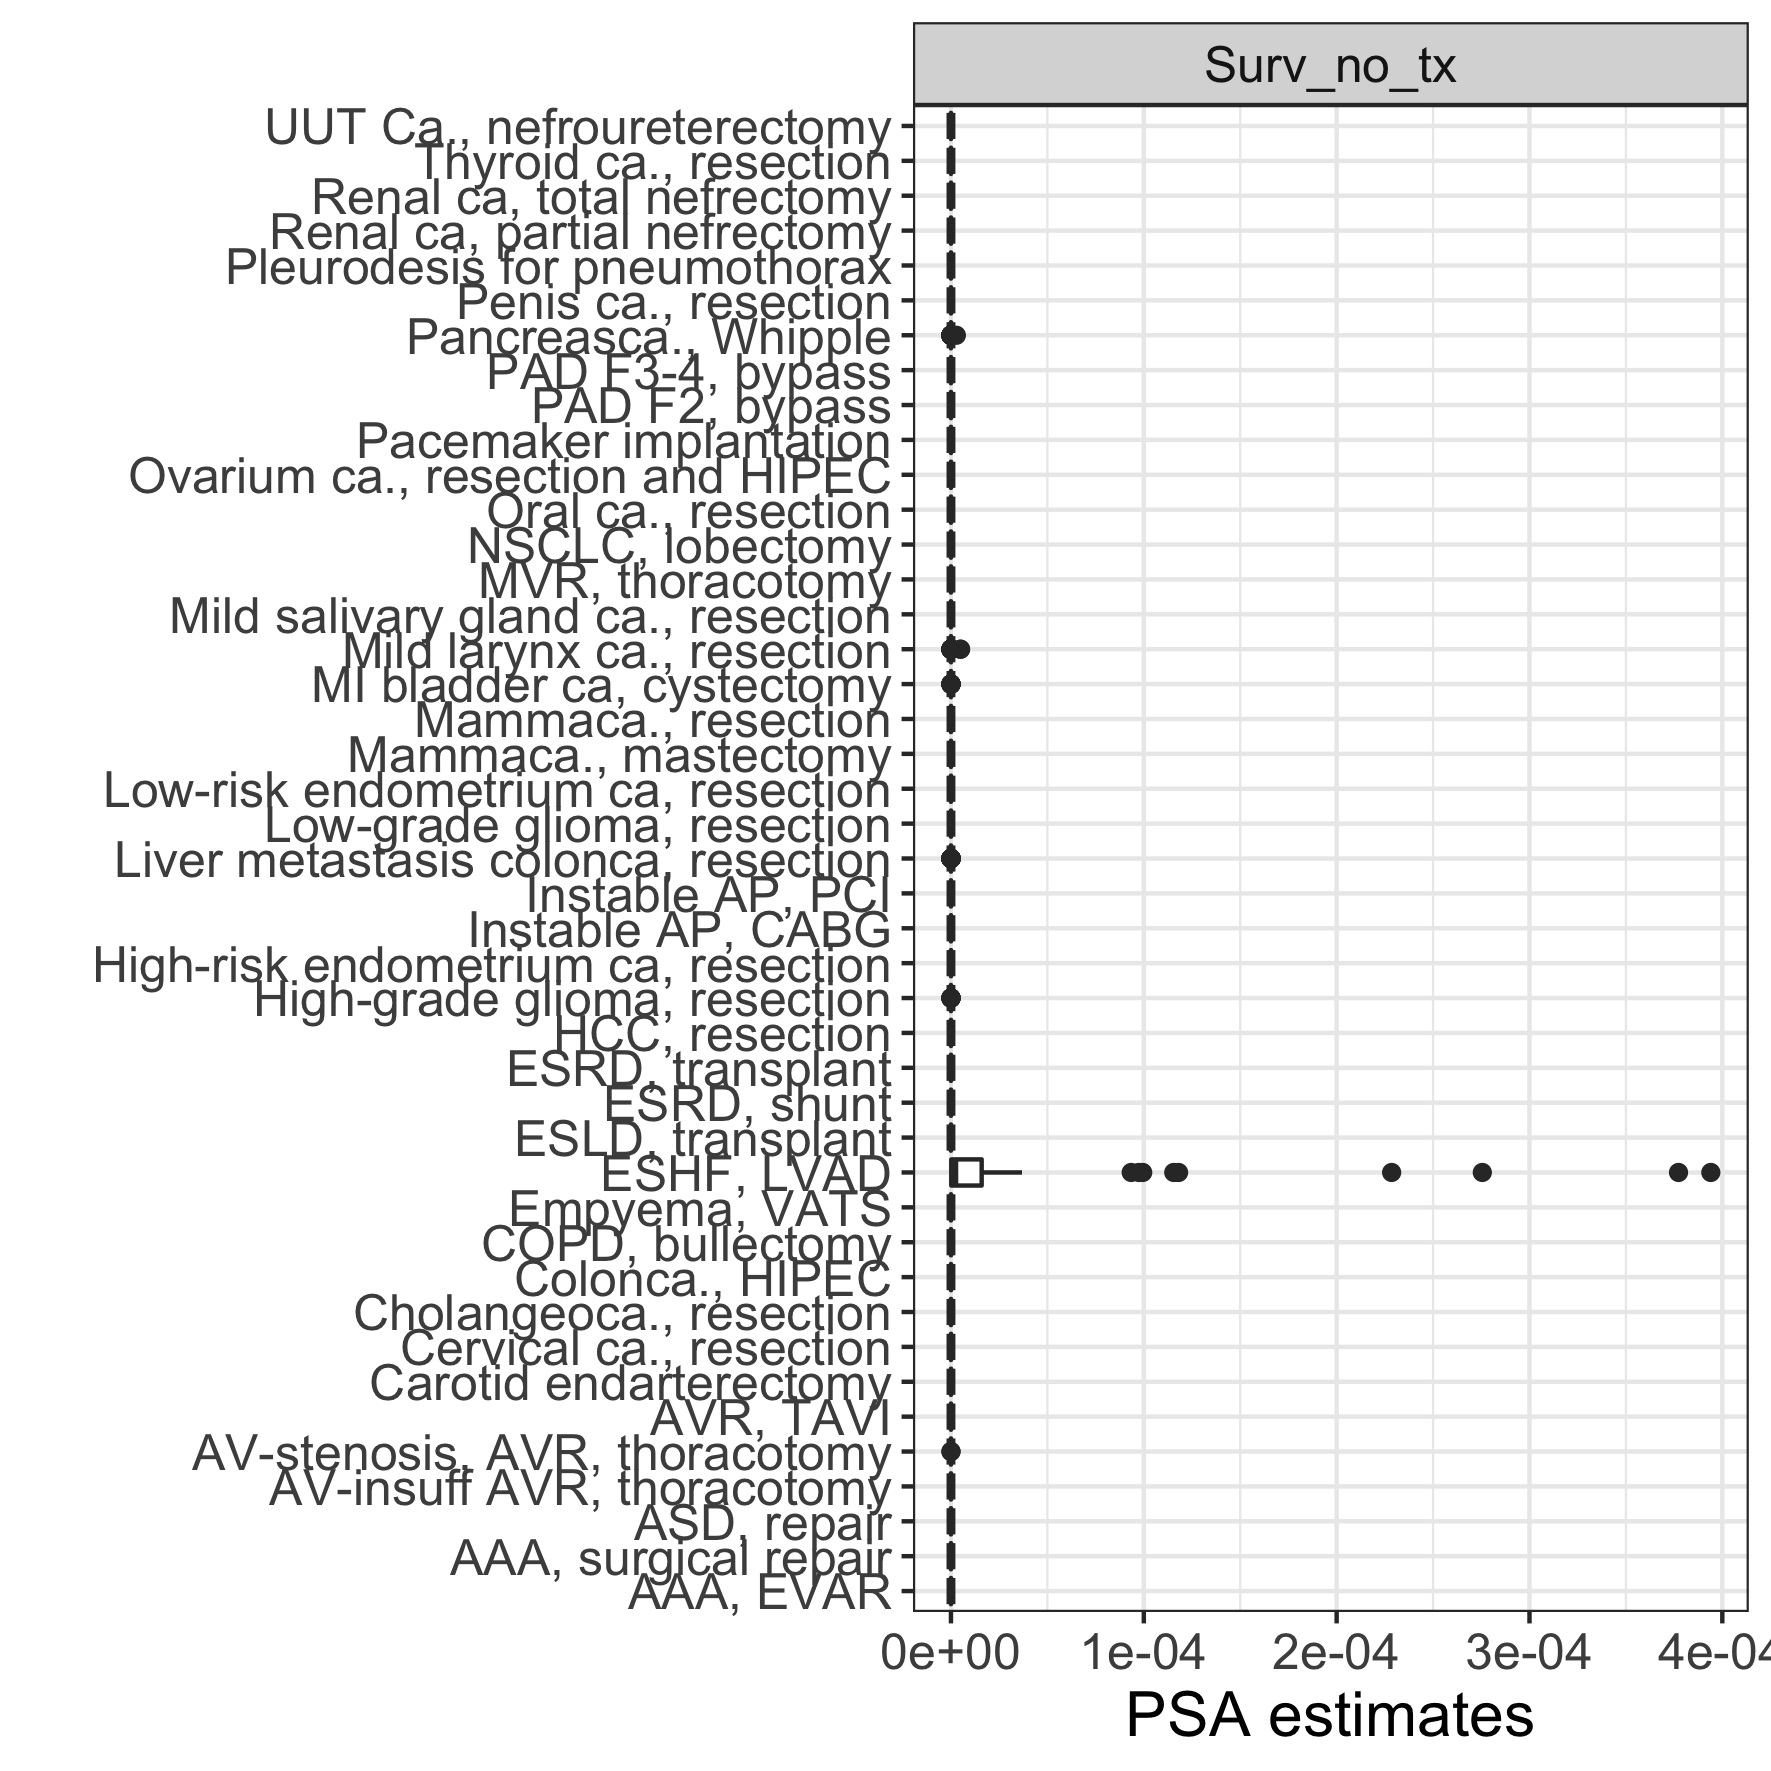 Surv_no_tx
UUT Ca., nefroureterectomy
Thyroid ca., resection
Renal ca, total nefrectomy
Renal ca, partial nefrectomy
Pleurodesis for pneumothorax
Penis ca., resection
Pancreasca., Whipple
PAD F3-4, bypass
PAD F2, bypass
Pacemaker implantation
Ovarium ca., resection and HIPEC
Oral ca., resection
NSCLC, lobectomy
MVR, thoracotomy
Mild salivary gland ca., resection
Mild larynx ca., resection
MI bladder ca, cystectomy
Mammaca., resection
Mammaca., mastectomy
Low-risk endometrium ca, resection
Low-grade glioma, resection
Liver metastasis colonca, resection
Instable AP, PCI
Instable AP, CABG
High-risk endometrium ca, resection
High-grade glioma, resection
HCC, resection
ESRD, transplant
ESRD, shunt
ESLD, transplant
ESHF, LVAD
Empyema, VATS
COPD, bullectomy
Colonca., HIPEC
Cholangeoca., resection
Cervical ca., resection
Carotid endarterectomy
AVR, TAVI
AV-stenosis, AVR, thoracotomy
AV-insuff AVR, thoracotomy
ASD, repair
AAA, surgical repair
AAA, EVAR
0e+00 1e-04 2e-04 3e-04 4e-04
PSA estimates